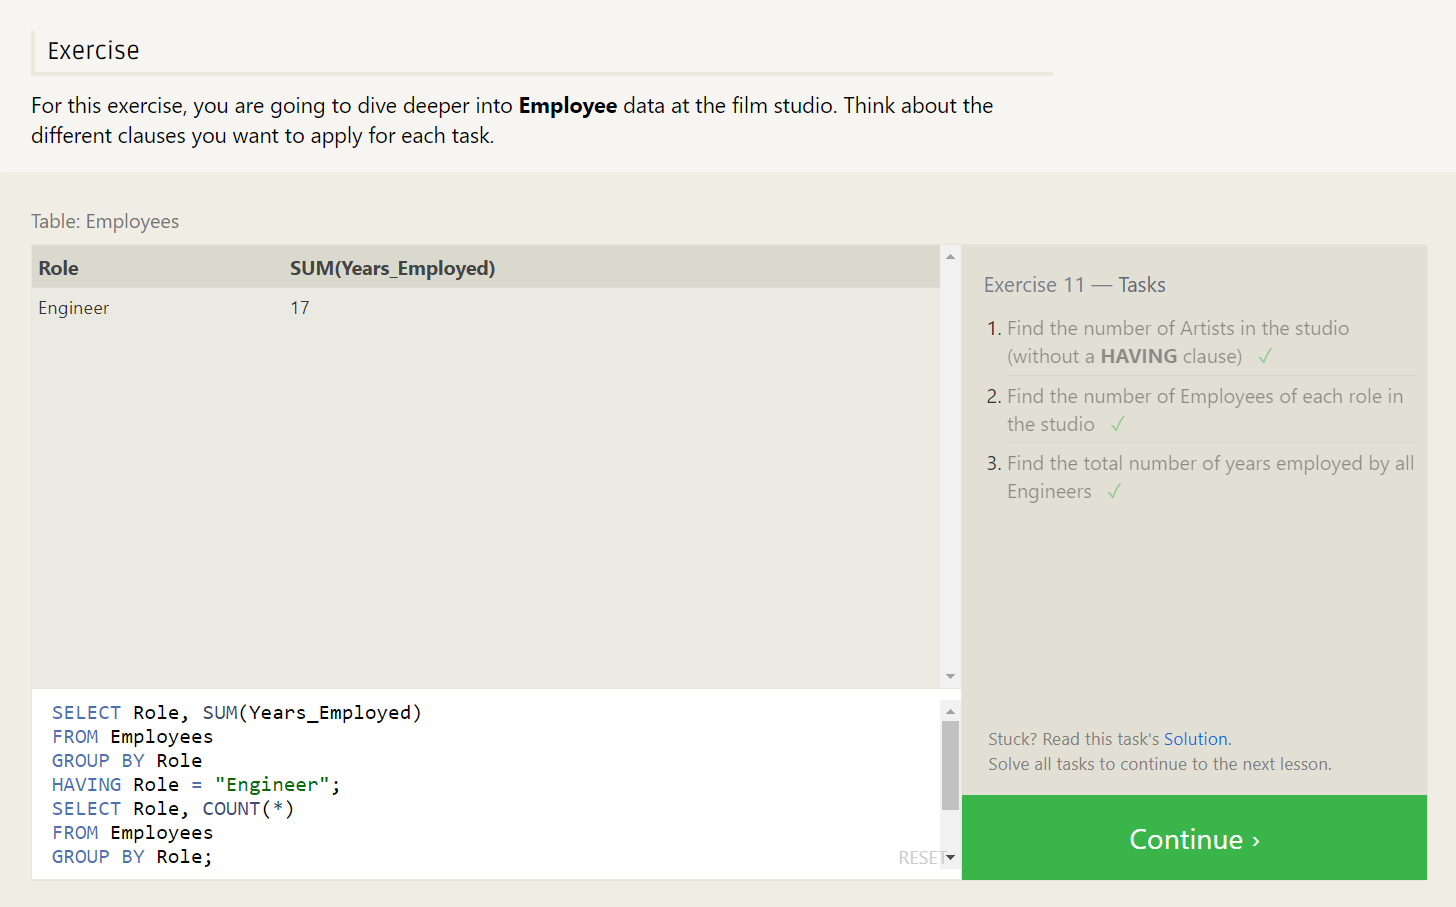 Exercise
For this exercise, you are going to dive deeper into Employee data at the film studio. Think about the
different clauses you want to apply for each task.
Table: Employees
Role SUM(Years_Employed)
Engineer 17
SELECT Role, SUM(Years_Employed)
FROM Employees
GROUP BY Role
HAVING Role = "Engineer";
SELECT Role, COUNT(*)
FROM Employees
GROUP BY Role;
RESET
Exercise 11 — Tasks
1. Find the number of Artists in the studio
(without a HAVING clause) ✓
2. Find the number of Employees of each role in
the studio ✓
3. Find the total number of years employed by all
Engineers ✓
Stuck? Read this task's Solution.
Solve all tasks to continue to the next lesson.
Continue ›